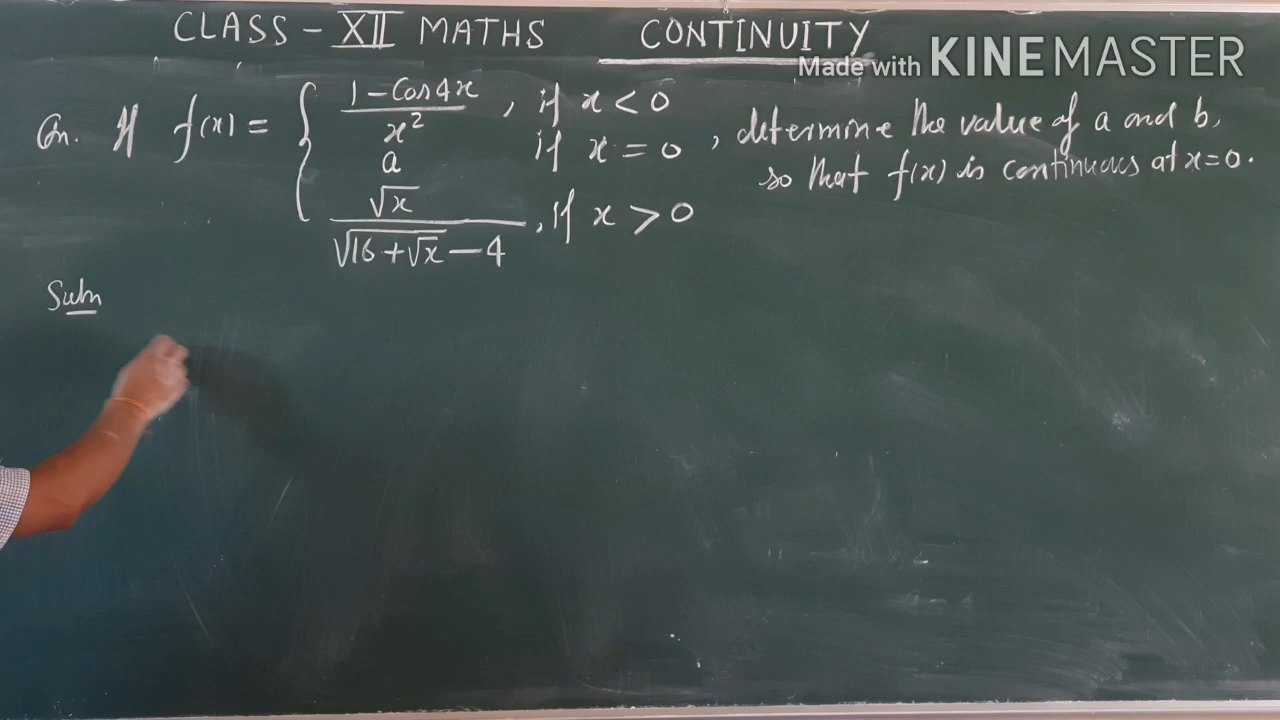 CLASS - XII MATHS CONTINUITY
Made with KINEMASTER
Qn. If f(x) = { 1-Cos4x / x² , if x < 0
a if x = 0 , determine the value of a and b,
so that f(x) is continuous at x=0.
√x / √16+√x - 4 , if x > 0
Soln